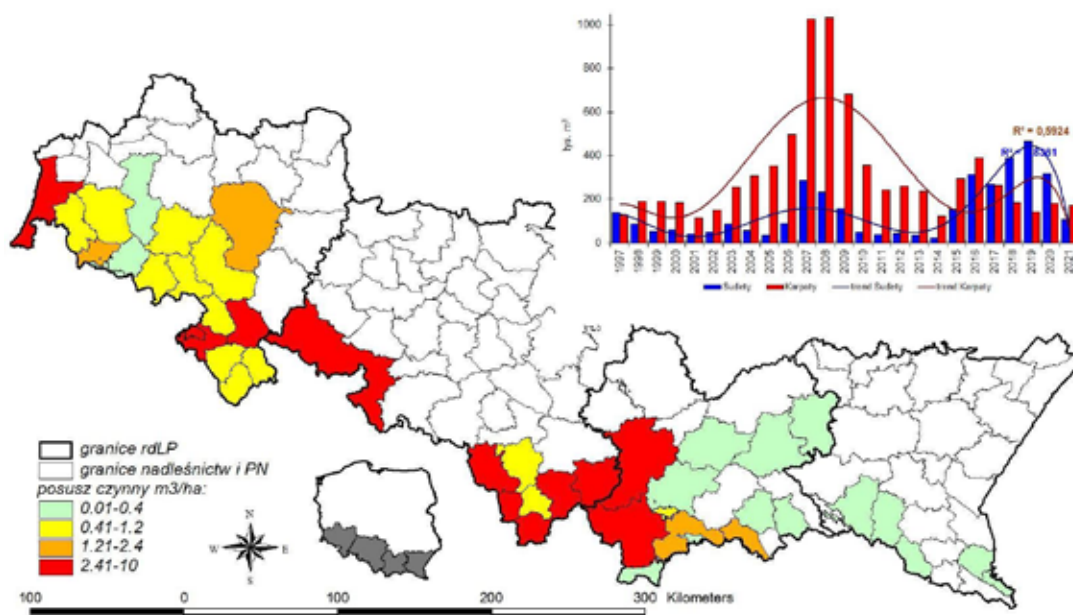 1000
800
600
400
200
0
tys. m³
R² = 0,5924
1997 1998 1999 2000 2001 2002 2003 2004 2005 2006 2007 2008 2009 2010 2011 2012 2013 2014 2015 2016 2017 2018 2019 2020 2021
Sudety Karpaty trend Sudety trend Karpaty
granice rdLP
granice nadleśnictw i PN
posusz czynny m3/ha:
0.01-0.4
0.41-1.2
1.21-2.4
2.41-10
N
W E
S
100 0 100 200 300 Kilometers